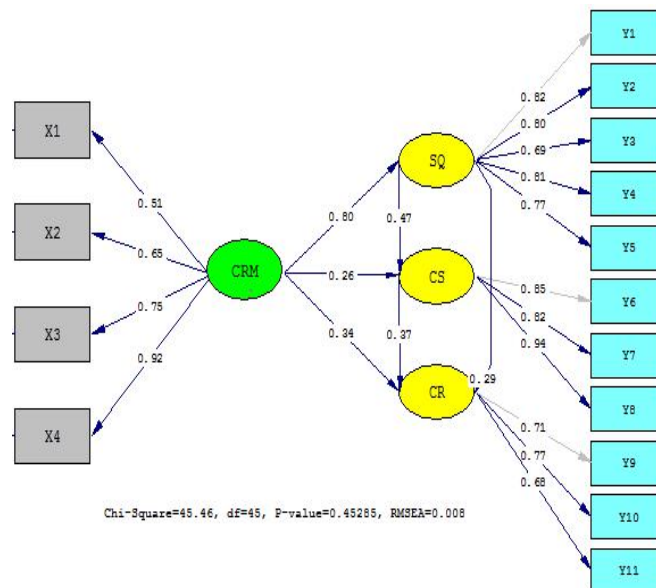 Y1
Y2
Y3
Y4
Y5
Y6
Y7
Y8
Y9
Y10
Y11
X1
X2
X3
X4
CRM
SQ
CS
CR
0.51
0.65
0.75
0.92
0.80
0.26
0.34
0.47
0.37
0.29
0.82
0.80
0.69
0.81
0.77
0.85
0.82
0.94
0.71
0.77
0.68
Chi-Square=45.46, df=45, P-value=0.45285, RMSEA=0.008